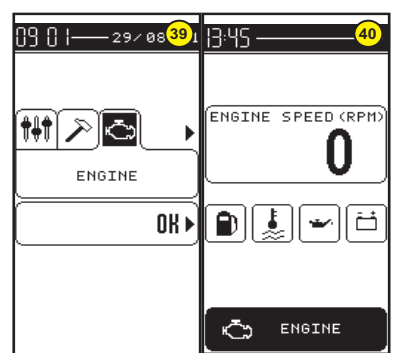 09 01 29/08 39
ENGINE
OK
13:45 40
ENGINE SPEED (RPM)
0
ENGINE